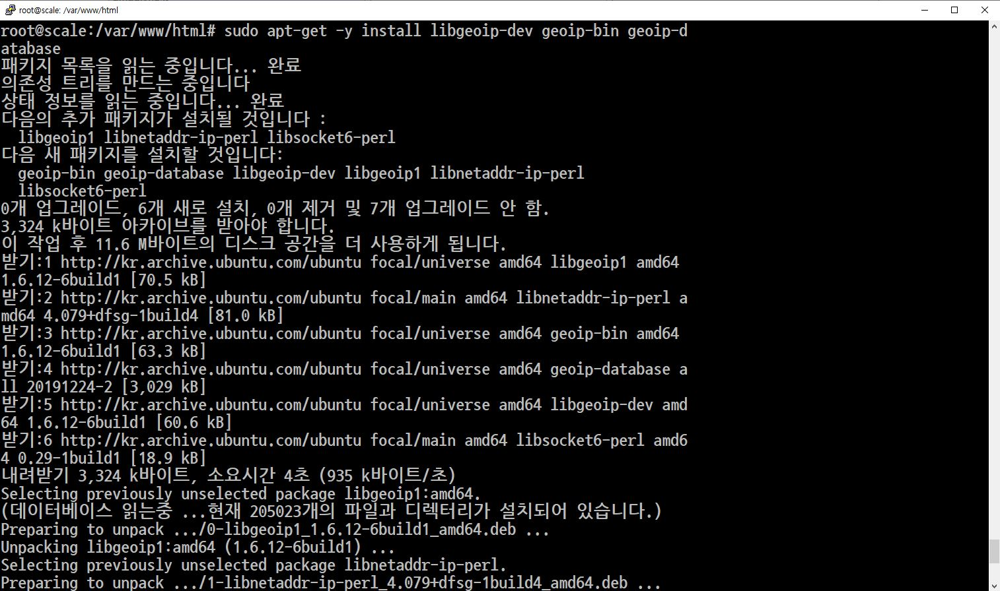 root@scale: /var/www/html
root@scale:/var/www/html# sudo apt-get -y install libgeoip-dev geoip-bin geoip-d
atabase
패키지 목록을 읽는 중입니다... 완료
의존성 트리를 만드는 중입니다
상태 정보를 읽는 중입니다... 완료
다음의 추가 패키지가 설치될 것입니다 :
  libgeoip1 libnetaddr-ip-perl libsocket6-perl
다음 새 패키지를 설치할 것입니다:
  geoip-bin geoip-database libgeoip-dev libgeoip1 libnetaddr-ip-perl
  libsocket6-perl
0개 업그레이드, 6개 새로 설치, 0개 제거 및 7개 업그레이드 안 함.
3,324 k바이트 아카이브를 받아야 합니다.
이 작업 후 11.6 M바이트의 디스크 공간을 더 사용하게 됩니다.
받기:1 http://kr.archive.ubuntu.com/ubuntu focal/universe amd64 libgeoip1 amd64
1.6.12-6build1 [70.5 kB]
받기:2 http://kr.archive.ubuntu.com/ubuntu focal/main amd64 libnetaddr-ip-perl a
md64 4.079+dfsg-1build4 [81.0 kB]
받기:3 http://kr.archive.ubuntu.com/ubuntu focal/universe amd64 geoip-bin amd64
1.6.12-6build1 [63.3 kB]
받기:4 http://kr.archive.ubuntu.com/ubuntu focal/universe amd64 geoip-database a
ll 20191224-2 [3,029 kB]
받기:5 http://kr.archive.ubuntu.com/ubuntu focal/universe amd64 libgeoip-dev amd
64 1.6.12-6build1 [60.6 kB]
받기:6 http://kr.archive.ubuntu.com/ubuntu focal/main amd64 libsocket6-perl amd6
4 0.29-1build1 [18.9 kB]
내려받기 3,324 k바이트, 소요시간 4초 (935 k바이트/초)
Selecting previously unselected package libgeoip1:amd64.
(데이터베이스 읽는중 ...현재 205023개의 파일과 디렉터리가 설치되어 있습니다.)
Preparing to unpack .../0-libgeoip1_1.6.12-6build1_amd64.deb ...
Unpacking libgeoip1:amd64 (1.6.12-6build1) ...
Selecting previously unselected package libnetaddr-ip-perl.
Preparing to unpack .../1-libnetaddr-ip-perl_4.079+dfsg-1build4_amd64.deb ...